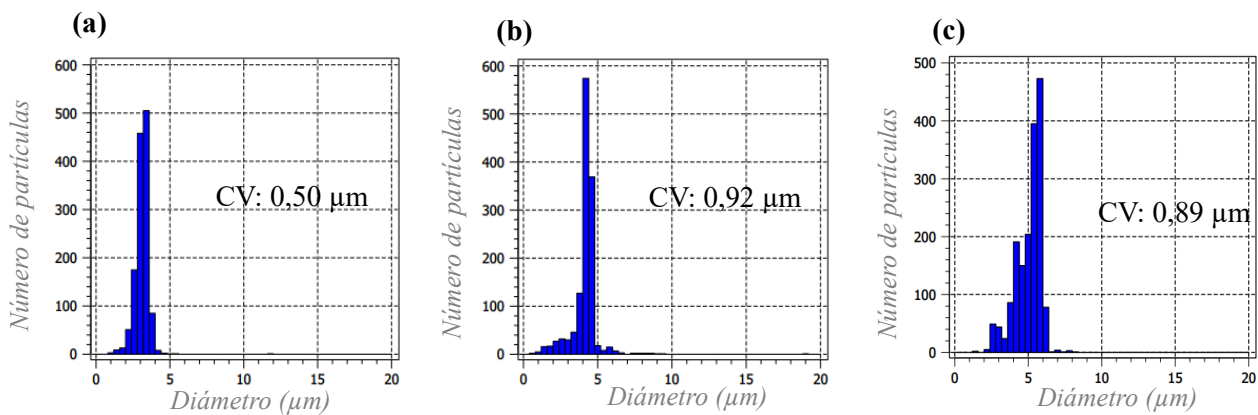 (a)
600
500
400
300
200
100
0
0 5 10 15 20
Número de partículas
Diámetro (µm)
CV: 0,50 µm
(b)
600
500
400
300
200
100
0
0 5 10 15 20
Número de partículas
Diámetro (µm)
CV: 0,92 µm
(c)
500
400
300
200
100
0
0 5 10 15 20
Número de partículas
Diámetro (µm)
CV: 0,89 µm